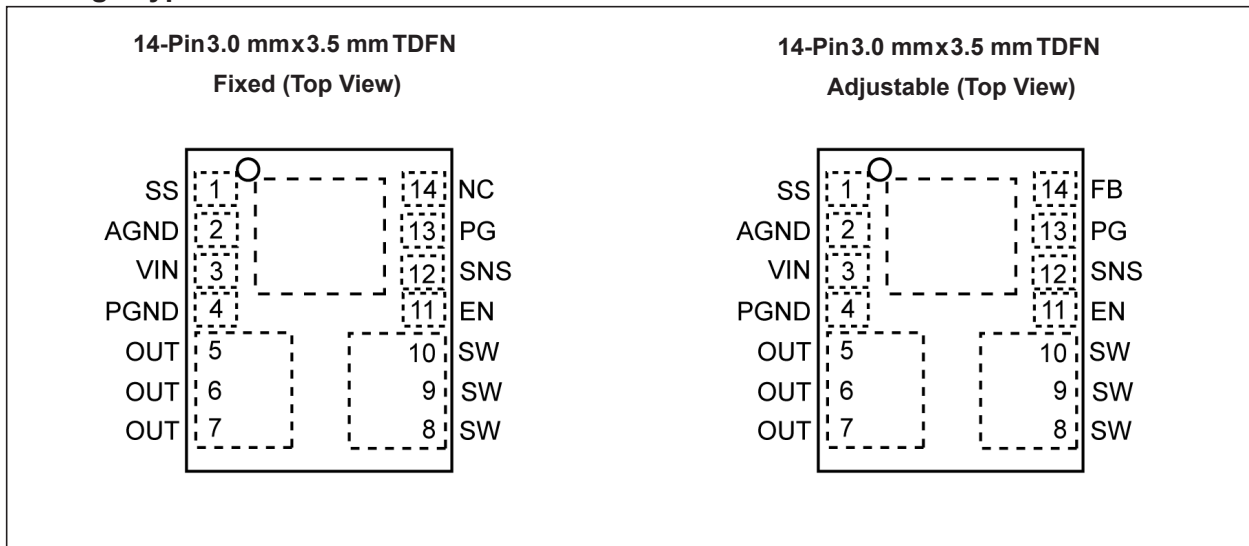 14-Pin 3.0 mm x 3.5 mm TDFN
Fixed (Top View)
SS 1 14 NC
AGND 2 13 PG
VIN 3 12 SNS
PGND 4 11 EN
OUT 5 10 SW
OUT 6 9 SW
OUT 7 8 SW
14-Pin 3.0 mm x 3.5 mm TDFN
Adjustable (Top View)
SS 1 14 FB
AGND 2 13 PG
VIN 3 12 SNS
PGND 4 11 EN
OUT 5 10 SW
OUT 6 9 SW
OUT 7 8 SW